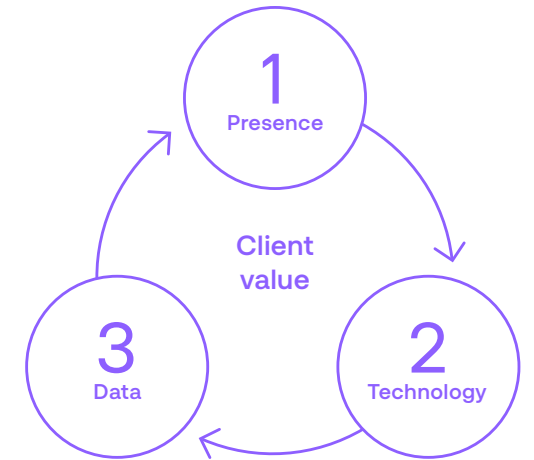 1
Presence
Client
value
3
Data
2
Technology